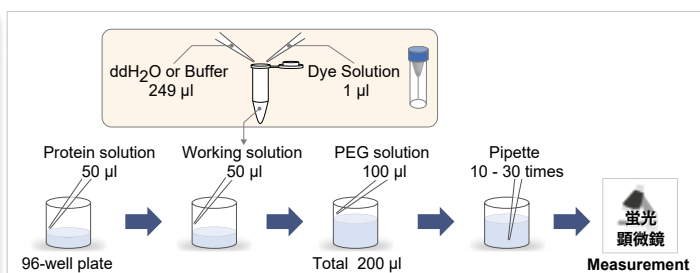 ddH2O or Buffer
249 µl
Dye Solution
1 µl
Protein solution
50 µl
Working solution
50 µl
PEG solution
100 µl
Pipette
10 - 30 times
96-well plate
Total 200 µl
蛍光
顕微鏡
Measurement